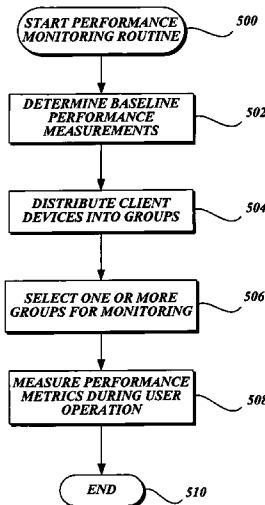 START PERFORMANCE
MONITORING ROUTINE
500
DETERMINE BASELINE
PERFORMANCE
MEASUREMENTS
502
DISTRIBUTE CLIENT
DEVICES INTO GROUPS
504
SELECT ONE OR MORE
GROUPS FOR MONITORING
506
MEASURE PERFORMANCE
METRICS DURING USER
OPERATION
508
END
510